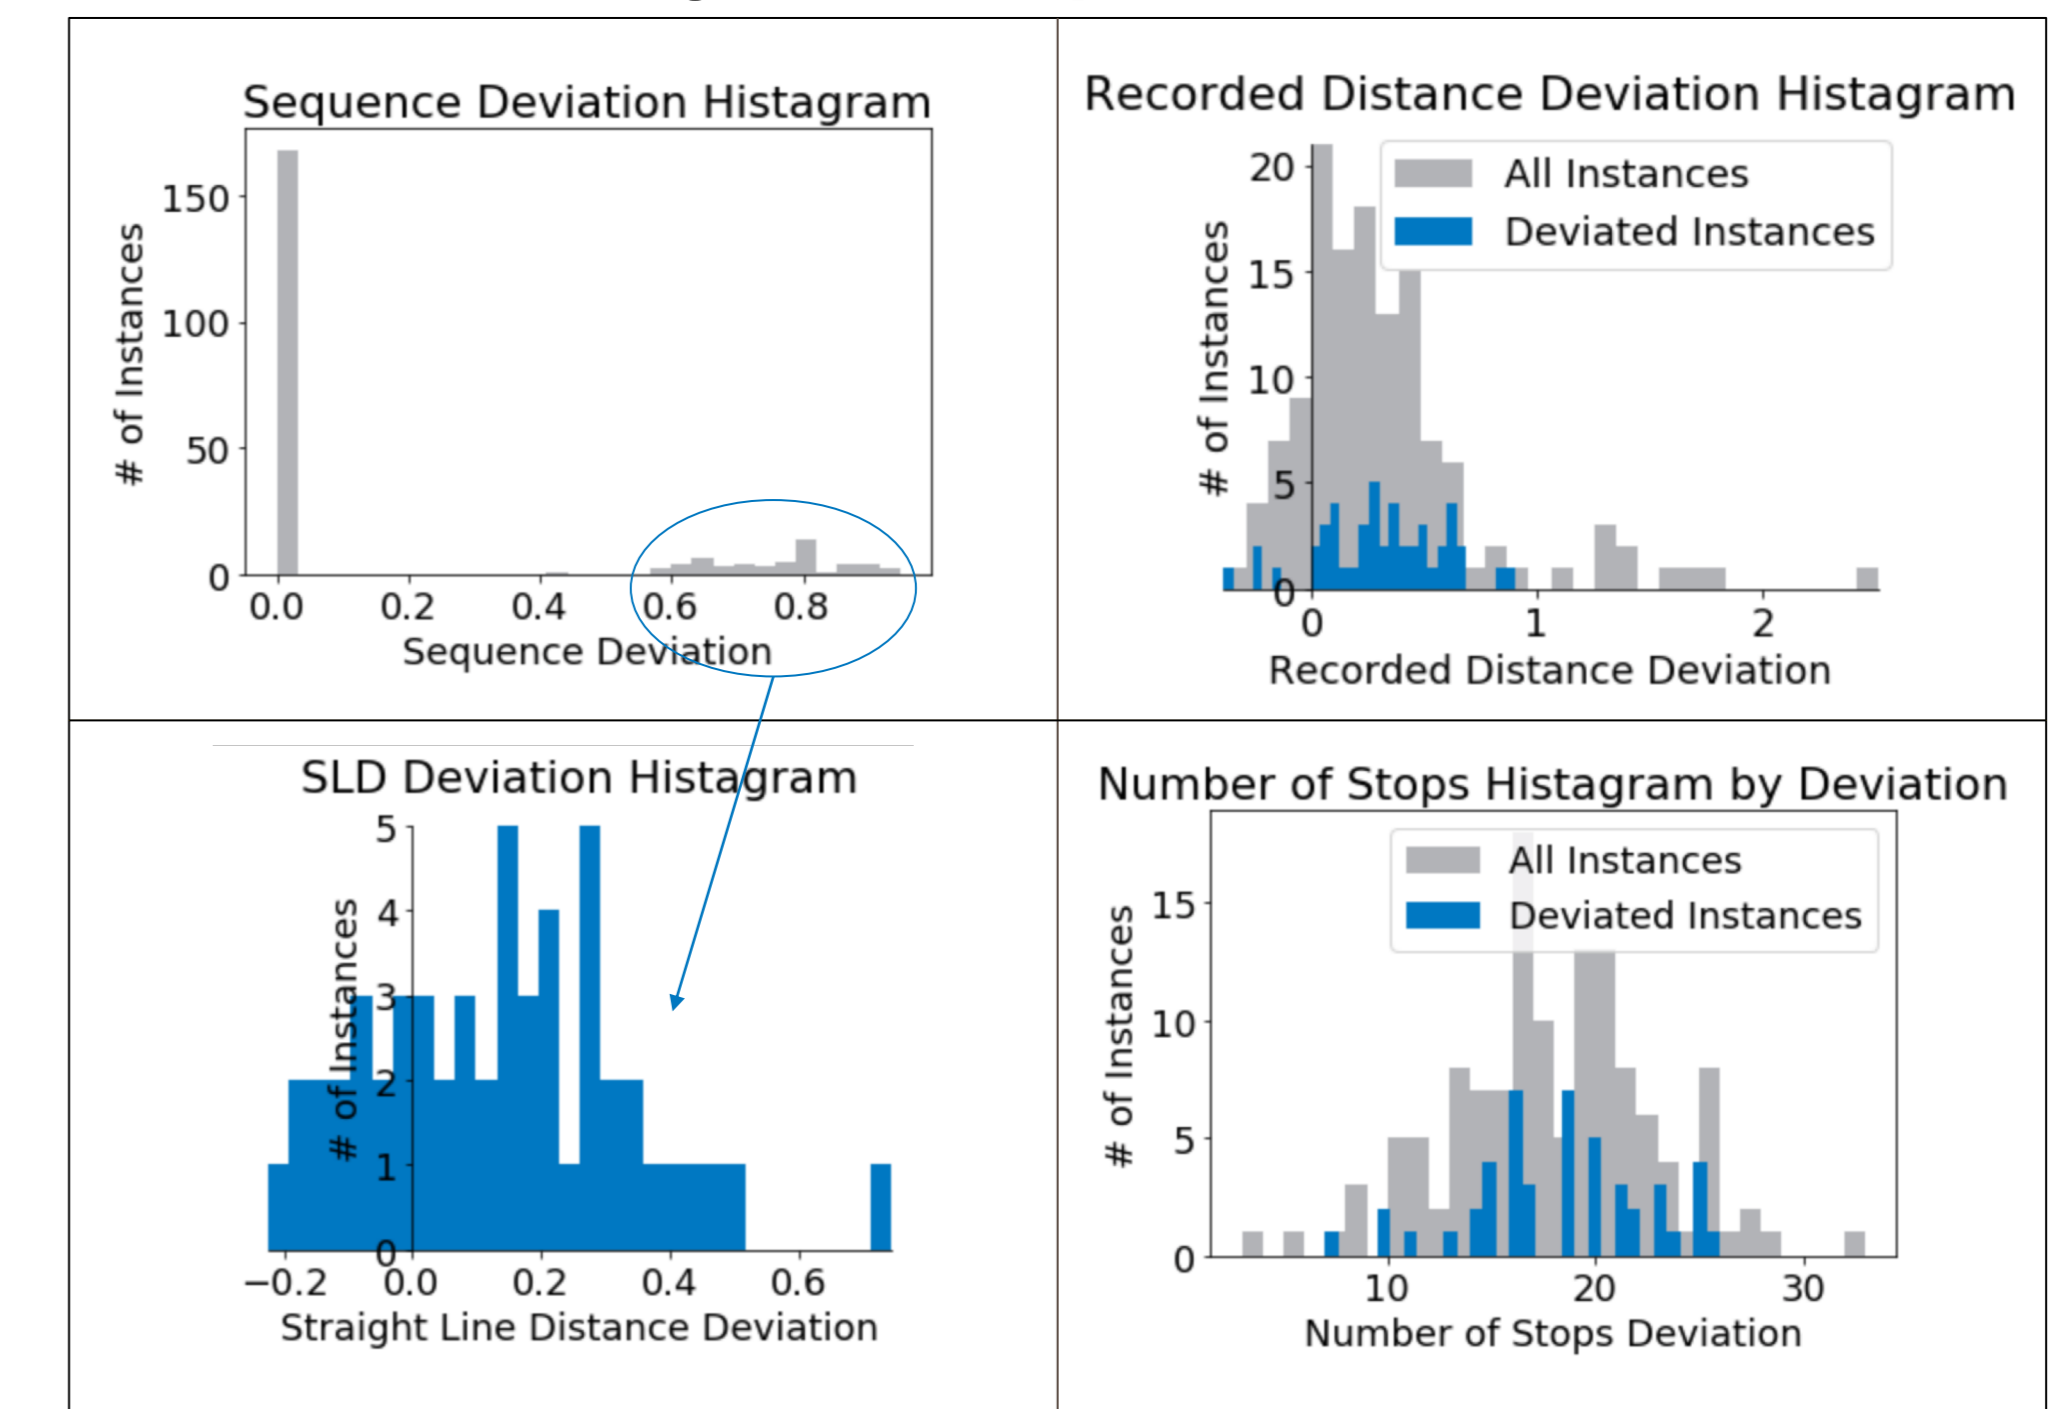 Sequence Deviation Histagram
# of Instances
150
100
50
0
0.0 0.2 0.4 0.6 0.8
Sequence Deviation
Recorded Distance Deviation Histagram
All Instances
Deviated Instances
# of Instances
20
15
10
5
0
0 1 2
Recorded Distance Deviation
SLD Deviation Histagram
# of Instances
5
4
3
2
1
0
−0.2 0.0 0.2 0.4 0.6
Straight Line Distance Deviation
Number of Stops Histagram by Deviation
All Instances
Deviated Instances
# of Instances
15
10
5
0
10 20 30
Number of Stops Deviation